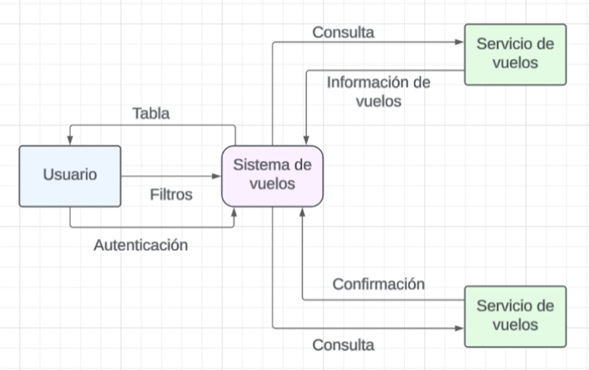 Consulta
Servicio de
vuelos
Información de
vuelos
Tabla
Usuario
Sistema de
vuelos
Filtros
Autenticación
Confirmación
Servicio de
vuelos
Consulta